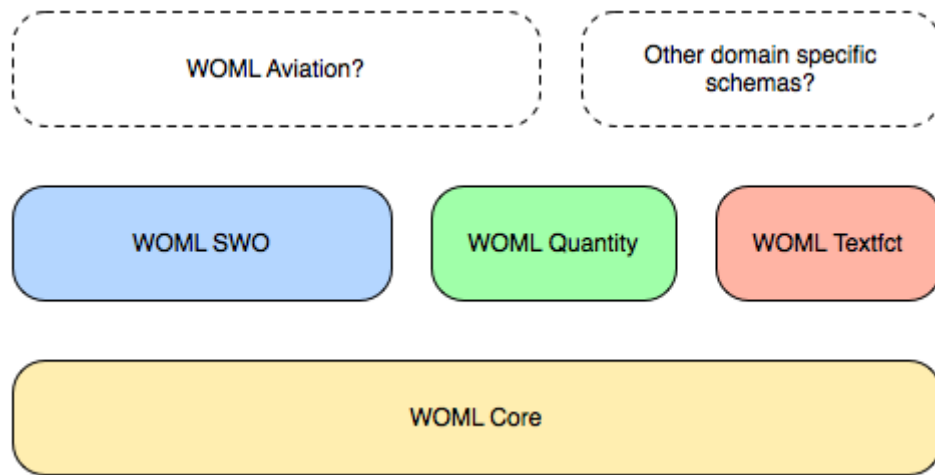 WOML Aviation?
Other domain specific
schemas?
WOML SWO
WOML Quantity
WOML Textfct
WOML Core